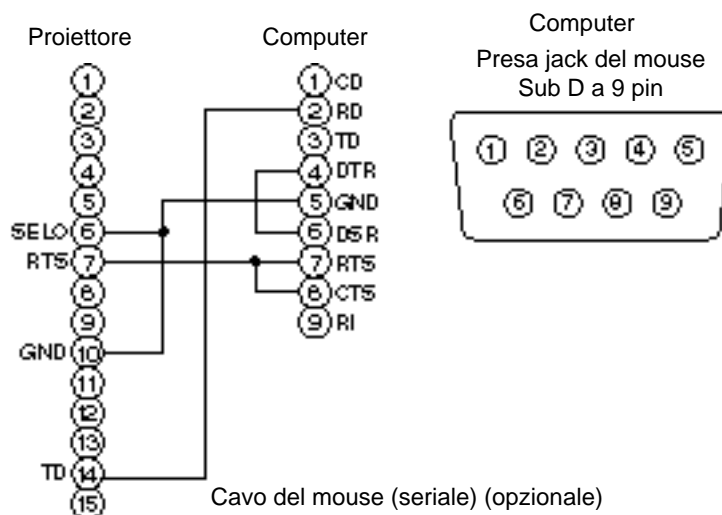 Proiettore
Computer
Computer
Presa jack del mouse
Sub D a 9 pin
1
2
3
4
5
SEL0 6
RTS 7
8
9
GND 10
11
12
13
TD 14
15
1 CD
2 RD
3 TD
4 DTR
5 GND
6 DSR
7 RTS
8 CTS
9 RI
1 2 3 4 5
6 7 8 9
Cavo del mouse (seriale) (opzionale)